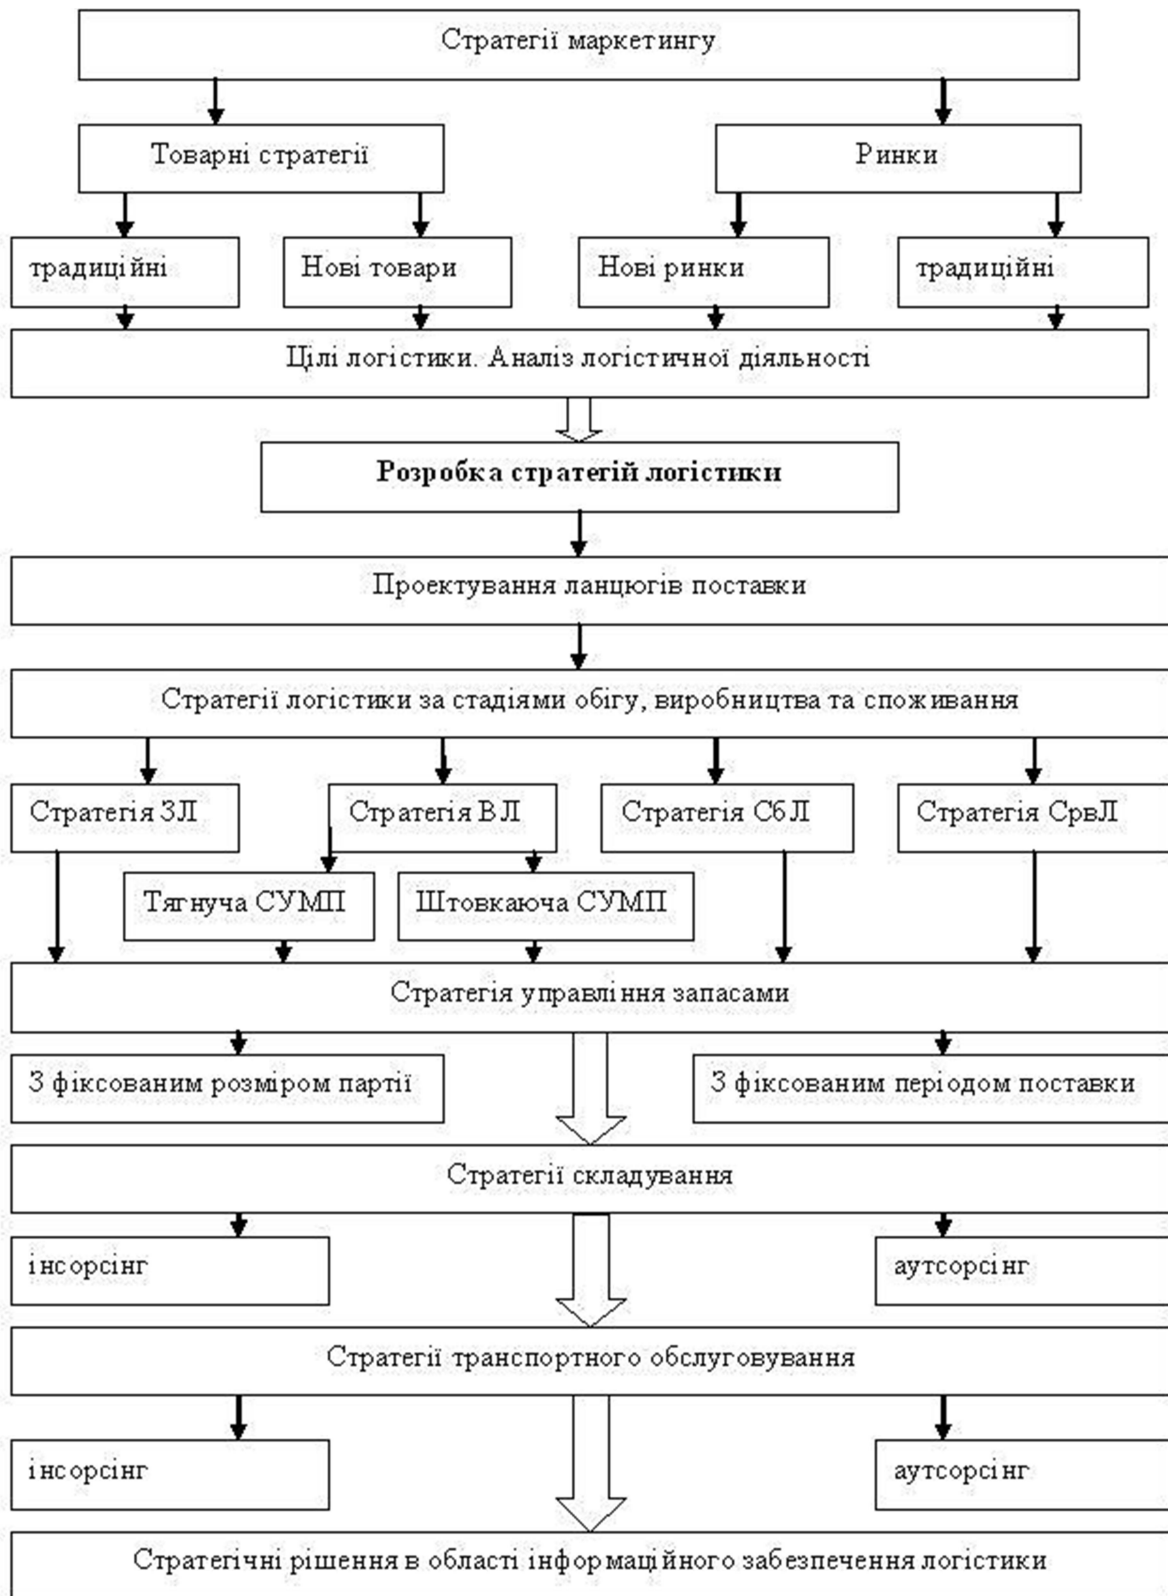 Стратегії маркетингу
Товарні стратегії
Ринки
традиційні
Нові товари
Нові ринки
традиційні
Цілі логістики. Аналіз логістичної діяльності
Розробка стратегій логістики
Проектування ланцюгів поставки
Стратегії логістики за стадіями обігу, виробництва та споживання
Стратегія ЗЛ
Стратегія ВЛ
Стратегія СбЛ
Стратегія СрвЛ
Тягнуча СУМП
Штовкаюча СУМП
Стратегія управління запасами
З фіксованим розміром партії
З фіксованим періодом поставки
Стратегії складування
інсорсінг
аутсорсінг
Стратегії транспортного обслуговування
інсорсінг
аутсорсінг
Стратегічні рішення в області інформаційного забезпечення логістики